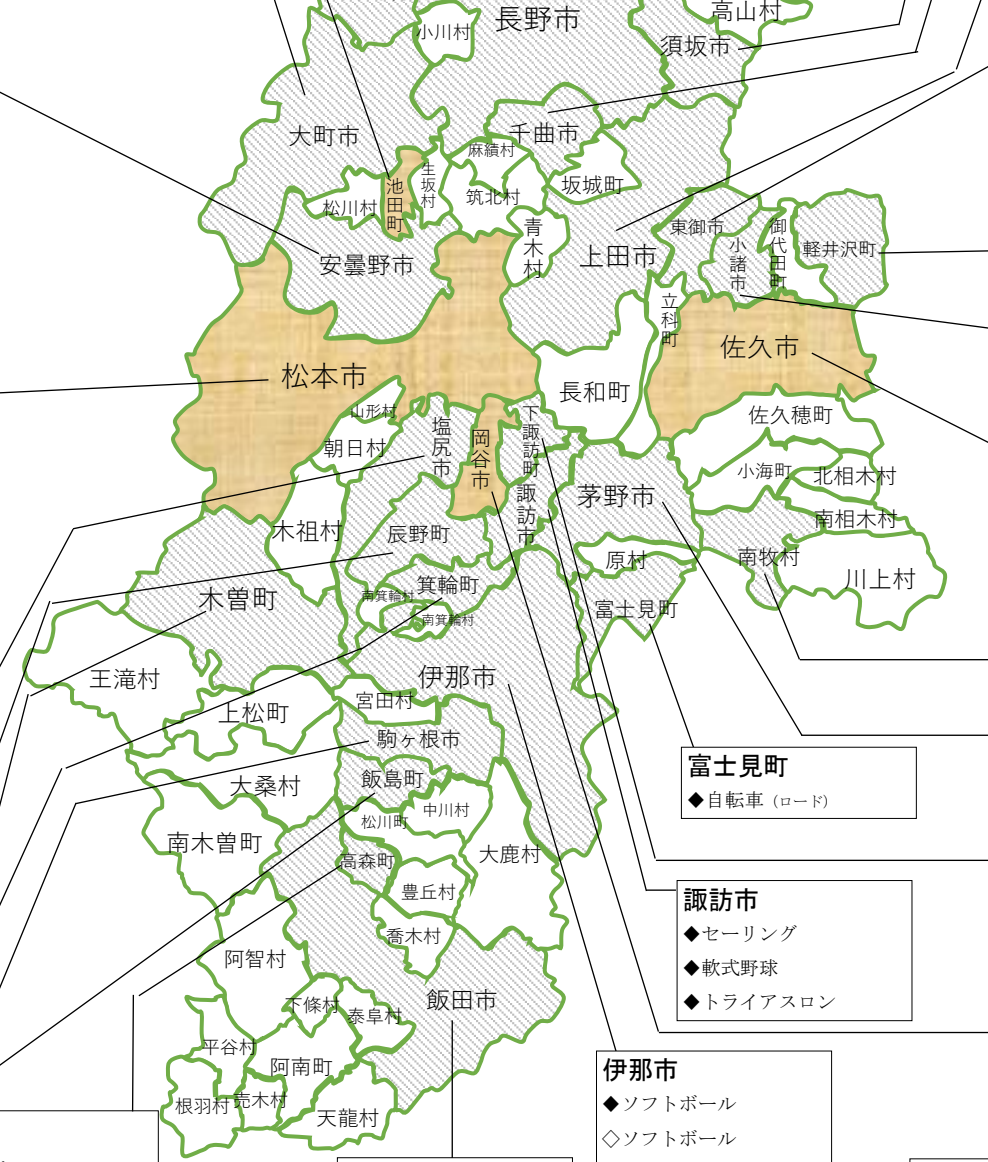 高山村
小川村
長野市
須坂市
大町市
千曲市
麻績村
生坂村
池田町
坂城町
松川村
筑北村
青木村
東御市
御代田町
小諸市
軽井沢町
安曇野市
上田市
立科町
松本市
佐久市
長和町
山形村
佐久穂町
朝日村
塩尻市
岡谷市
下諏訪町
小海町
北相木村
諏訪市
茅野市
木祖村
辰野町
南相木村
原村
南牧村
川上村
箕輪町
南箕輪村
南箕輪村
木曽町
富士見町
伊那市
王滝村
宮田村
上松町
駒ヶ根市
飯島町
大桑村
中川村
松川町
南木曽町
高森町
大鹿村
豊丘村
喬木村
阿智村
飯田市
下條村
泰阜村
平谷村
阿南町
根羽村
売木村
天龍村
富士見町
◆自転車（ロード）
諏訪市
◆セーリング
◆軟式野球
◆トライアスロン
伊那市
◆ソフトボール
◇ソフトボール